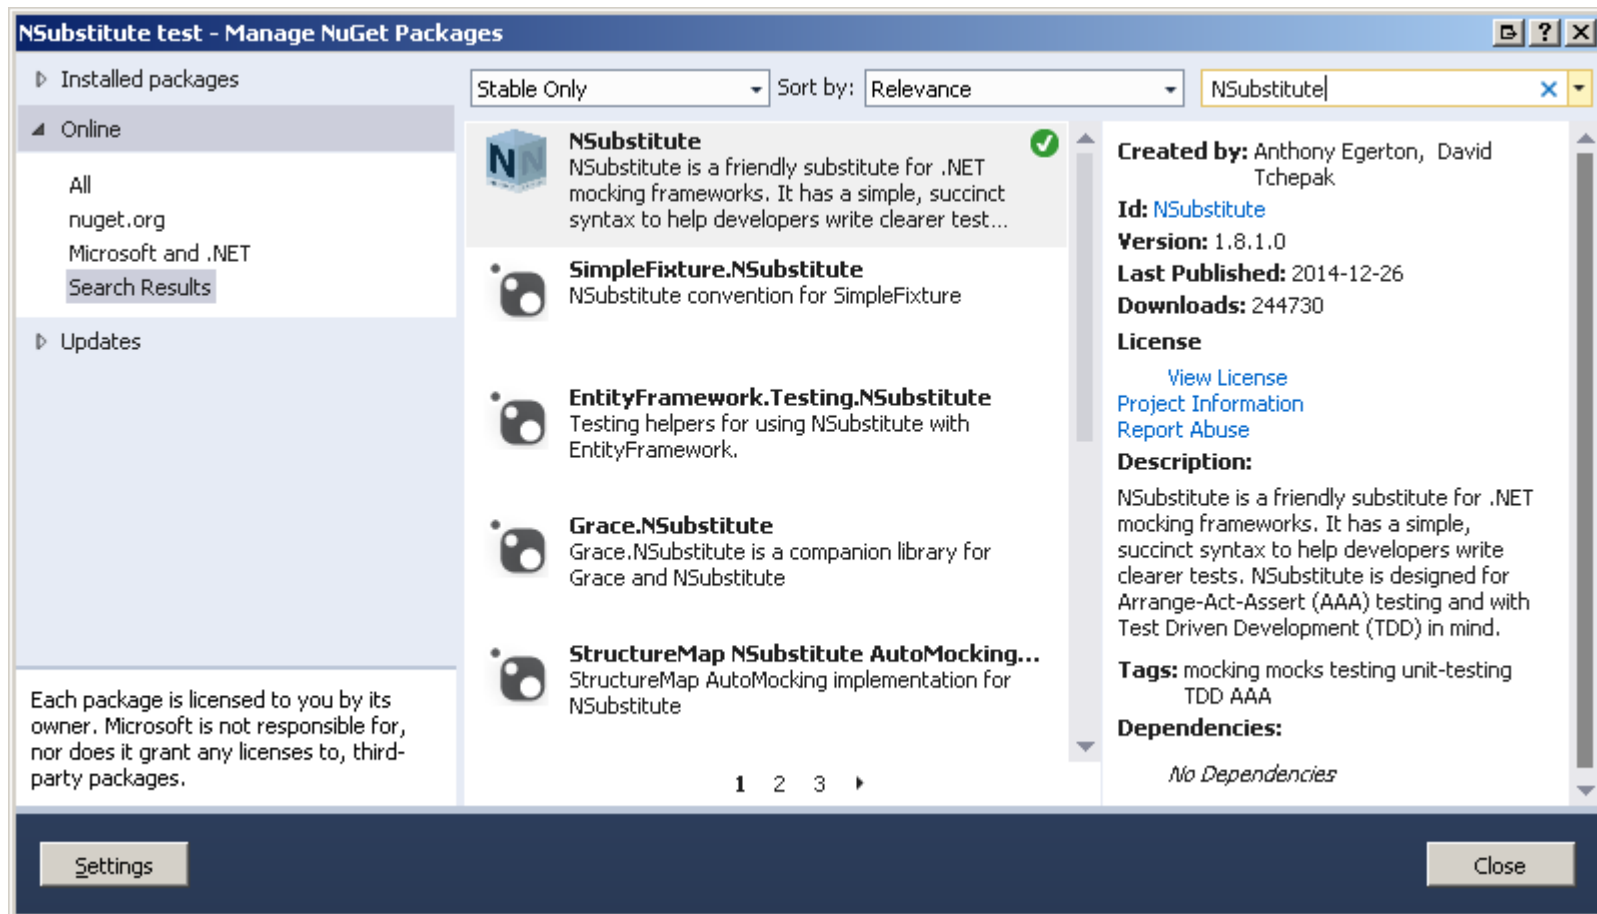 NSubstitute test - Manage NuGet Packages
Installed packages
Online
All
nuget.org
Microsoft and .NET
Search Results
Updates
Each package is licensed to you by its
owner. Microsoft is not responsible for,
nor does it grant any licenses to, third-
party packages.
Stable Only
Sort by: Relevance
NSubstitute
NSubstitute
NSubstitute is a friendly substitute for .NET
mocking frameworks. It has a simple, succinct
syntax to help developers write clearer test...
SimpleFixture.NSubstitute
NSubstitute convention for SimpleFixture
EntityFramework.Testing.NSubstitute
Testing helpers for using NSubstitute with
EntityFramework.
Grace.NSubstitute
Grace.NSubstitute is a companion library for
Grace and NSubstitute
StructureMap NSubstitute AutoMocking...
StructureMap AutoMocking implementation for
NSubstitute
1 2 3
Created by: Anthony Egerton, David
Tchepak
Id: NSubstitute
Version: 1.8.1.0
Last Published: 2014-12-26
Downloads: 244730
License
View License
Project Information
Report Abuse
Description:
NSubstitute is a friendly substitute for .NET
mocking frameworks. It has a simple,
succinct syntax to help developers write
clearer tests. NSubstitute is designed for
Arrange-Act-Assert (AAA) testing and with
Test Driven Development (TDD) in mind.
Tags: mocking mocks testing unit-testing
TDD AAA
Dependencies:
No Dependencies
Settings
Close